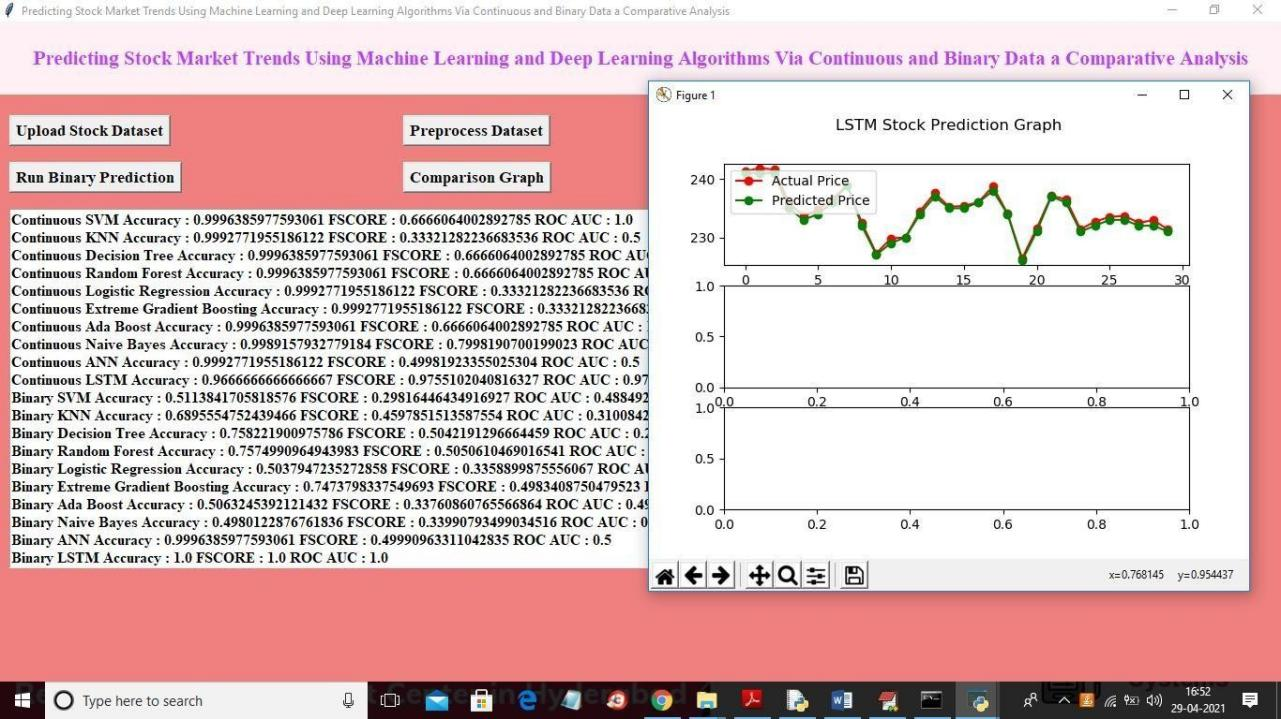 Predicting Stock Market Trends Using Machine Learning and Deep Learning Algorithms Via Continuous and Binary Data a Comparative Analysis
Predicting Stock Market Trends Using Machine Learning and Deep Learning Algorithms Via Continuous and Binary Data a Comparative Analysis
Upload Stock Dataset
Preprocess Dataset
Run Binary Prediction
Comparison Graph
Continuous SVM Accuracy : 0.9996385977593061 FSCORE : 0.6666064002892785 ROC AUC : 1.0
Continuous KNN Accuracy : 0.9992771955186122 FSCORE : 0.33321282236683536 ROC AUC : 0.5
Continuous Decision Tree Accuracy : 0.9996385977593061 FSCORE : 0.6666064002892785 ROC AU
Continuous Random Forest Accuracy : 0.9996385977593061 FSCORE : 0.6666064002892785 ROC A
Continuous Logistic Regression Accuracy : 0.9992771955186122 FSCORE : 0.33321282236683536 R
Continuous Extreme Gradient Boosting Accuracy : 0.9992771955186122 FSCORE : 0.3332128223668
Continuous Ada Boost Accuracy : 0.9996385977593061 FSCORE : 0.6666064002892785 ROC AUC :
Continuous Naive Bayes Accuracy : 0.9989157932779184 FSCORE : 0.7998190700199023 ROC AUC
Continuous ANN Accuracy : 0.9992771955186122 FSCORE : 0.49981923355025304 ROC AUC : 0.5
Continuous LSTM Accuracy : 0.9666666666666667 FSCORE : 0.9755102040816327 ROC AUC : 0.97
Binary SVM Accuracy : 0.5113841705818576 FSCORE : 0.29816446434916927 ROC AUC : 0.488492
Binary KNN Accuracy : 0.6895554752439466 FSCORE : 0.4597851513587554 ROC AUC : 0.3100842
Binary Decision Tree Accuracy : 0.758221900975786 FSCORE : 0.5042191296664459 ROC AUC : 0.2
Binary Random Forest Accuracy : 0.7574990964943983 FSCORE : 0.5050610469016541 ROC AUC :
Binary Logistic Regression Accuracy : 0.5037947235272858 FSCORE : 0.3358899875556067 ROC A
Binary Extreme Gradient Boosting Accuracy : 0.7473798337549693 FSCORE : 0.4983408750479523
Binary Ada Boost Accuracy : 0.5063245392121432 FSCORE : 0.33760860765566864 ROC AUC : 0.49
Binary Naive Bayes Accuracy : 0.4980122876761836 FSCORE : 0.33990793499034516 ROC AUC : 0
Binary ANN Accuracy : 0.9996385977593061 FSCORE : 0.49990963311042835 ROC AUC : 0.5
Binary LSTM Accuracy : 1.0 FSCORE : 1.0 ROC AUC : 1.0
Figure 1
LSTM Stock Prediction Graph
Actual Price
Predicted Price
240
230
0 5 10 15 20 25 30
1.0
0.5
0.0
0.0 0.2 0.4 0.6 0.8 1.0
1.0
0.5
0.0
0.0 0.2 0.4 0.6 0.8 1.0
x=0.768145 y=0.954437
Type here to search
16:52
29-04-2021